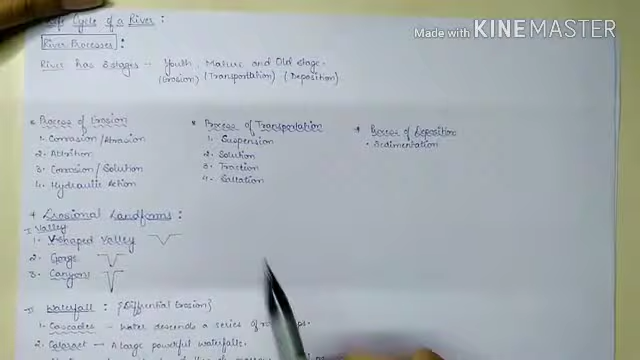 Made with KINEMASTER
Cycle of a River :
River Processes :
River has 3 stages - Youth, Mature and Old stage.
(Erosion) (Transportation) (Deposition)
* Process of Erosion
1. Corrasion/Abrasion
2. Attrition
3. Corrosion/Solution
4. Hydraulic Action
* Process of Transportation
1. Suspension
2. Solution
3. Traction
4. Saltation
* Process of Deposition
• Sedimentation
* Erosional Landforms :
I Valley
1. V-shaped Valley
2. Gorge
3. Canyons
II Waterfall : {Differential Erosion}
1. Cascades - Water descends a series of
2. Cataract - A large powerful waterfalls.